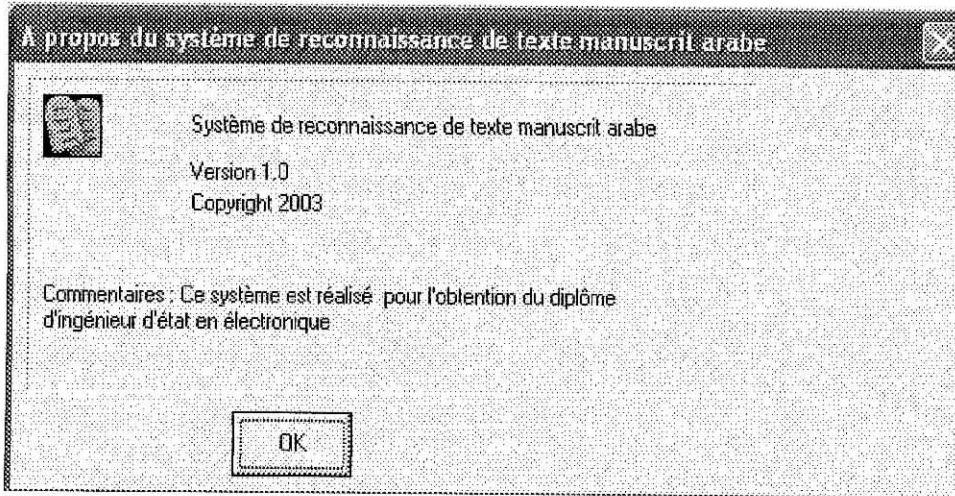 A propos du système de reconnaissance de texte manuscrit arabe
Système de reconnaissance de texte manuscrit arabe
Version 1.0
Copyright 2003
Commentaires : Ce système est réalisé pour l'obtention du diplôme
d'ingénieur d'état en électronique
OK